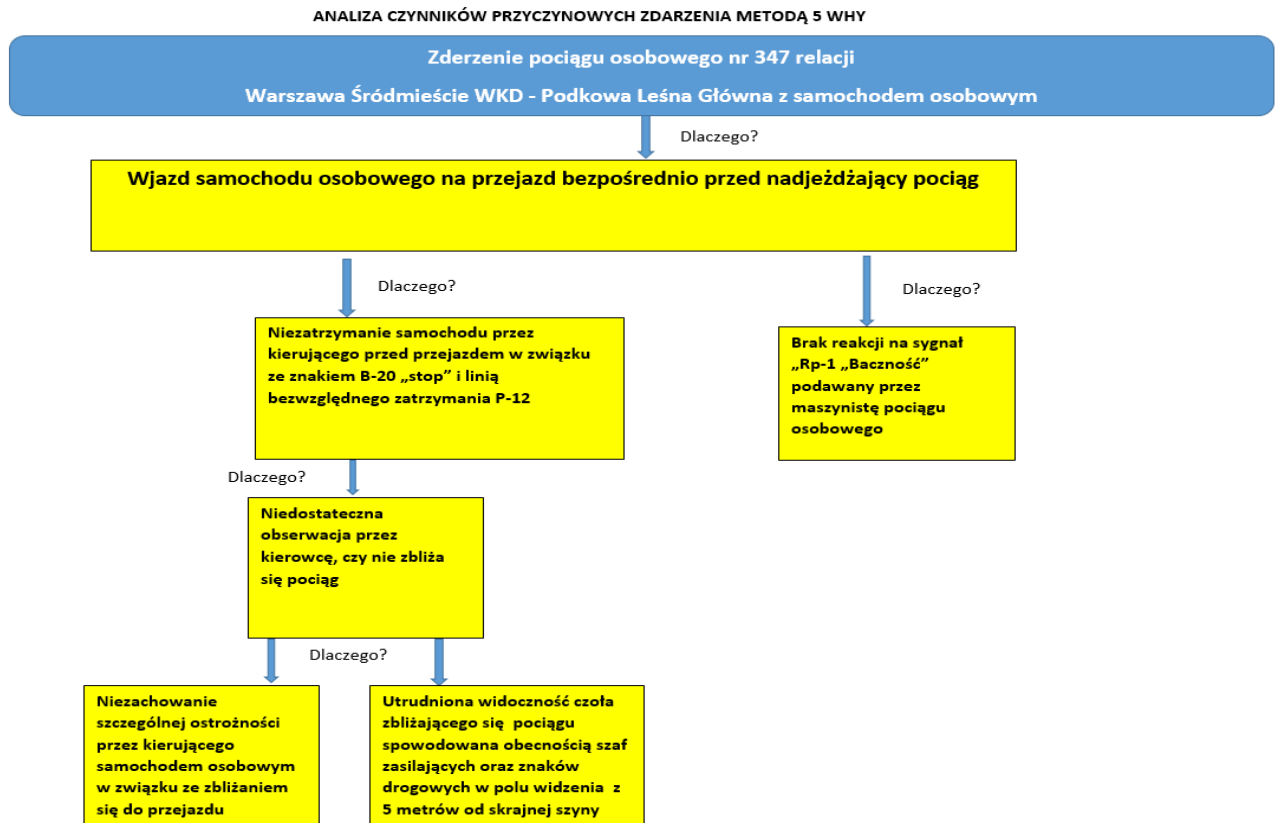 ANALIZA CZYNNIKÓW PRZYCZYNOWYCH ZDARZENIA METODĄ 5 WHY
Zderzenie pociągu osobowego nr 347 relacji
Warszawa Śródmieście WKD - Podkowa Leśna Główna z samochodem osobowym
Dlaczego?
Wjazd samochodu osobowego na przejazd bezpośrednio przed nadjeżdżający pociąg
Dlaczego?
Dlaczego?
Niezatrzymanie samochodu przez
kierującego przed przejazdem w związku
ze znakiem B-20 „stop” i linią
bezwzględnego zatrzymania P-12
Brak reakcji na sygnał
„Rp-1 „Baczność”
podawany przez
maszynistę pociągu
osobowego
Dlaczego?
Niedostateczna
obserwacja przez
kierowcę, czy nie zbliża
się pociąg
Dlaczego?
Niezachowanie
szczególnej ostrożności
przez kierującego
samochodem osobowym
w związku ze zbliżaniem
się do przejazdu
Utrudniona widoczność czoła
zbliżającego się pociągu
spowodowana obecnością szaf
zasilających oraz znaków
drogowych w polu widzenia z
5 metrów od skrajnej szyny